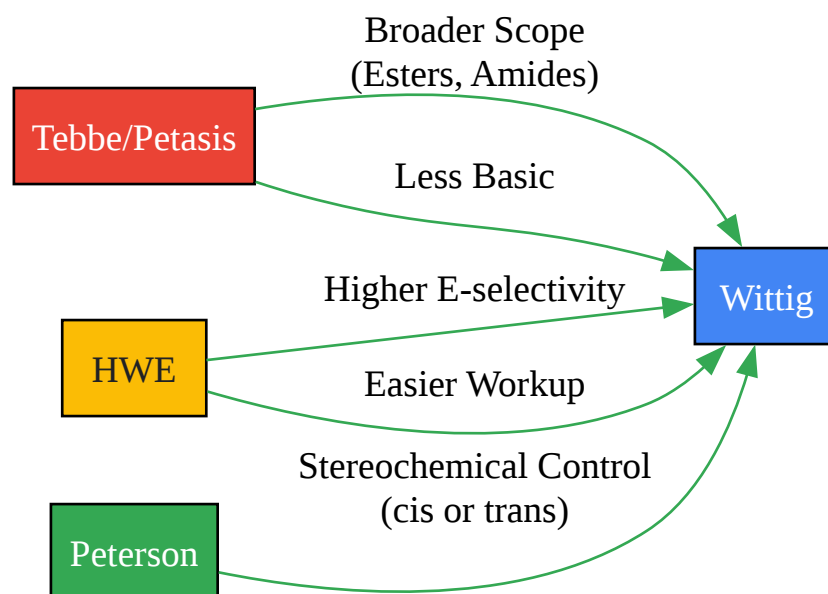 Broader Scope
(Esters, Amides)
Tebbe/Petasis
Less Basic
Higher E-selectivity
Wittig
HWE
Easier Workup
Stereochemical Control
(cis or trans)
Peterson